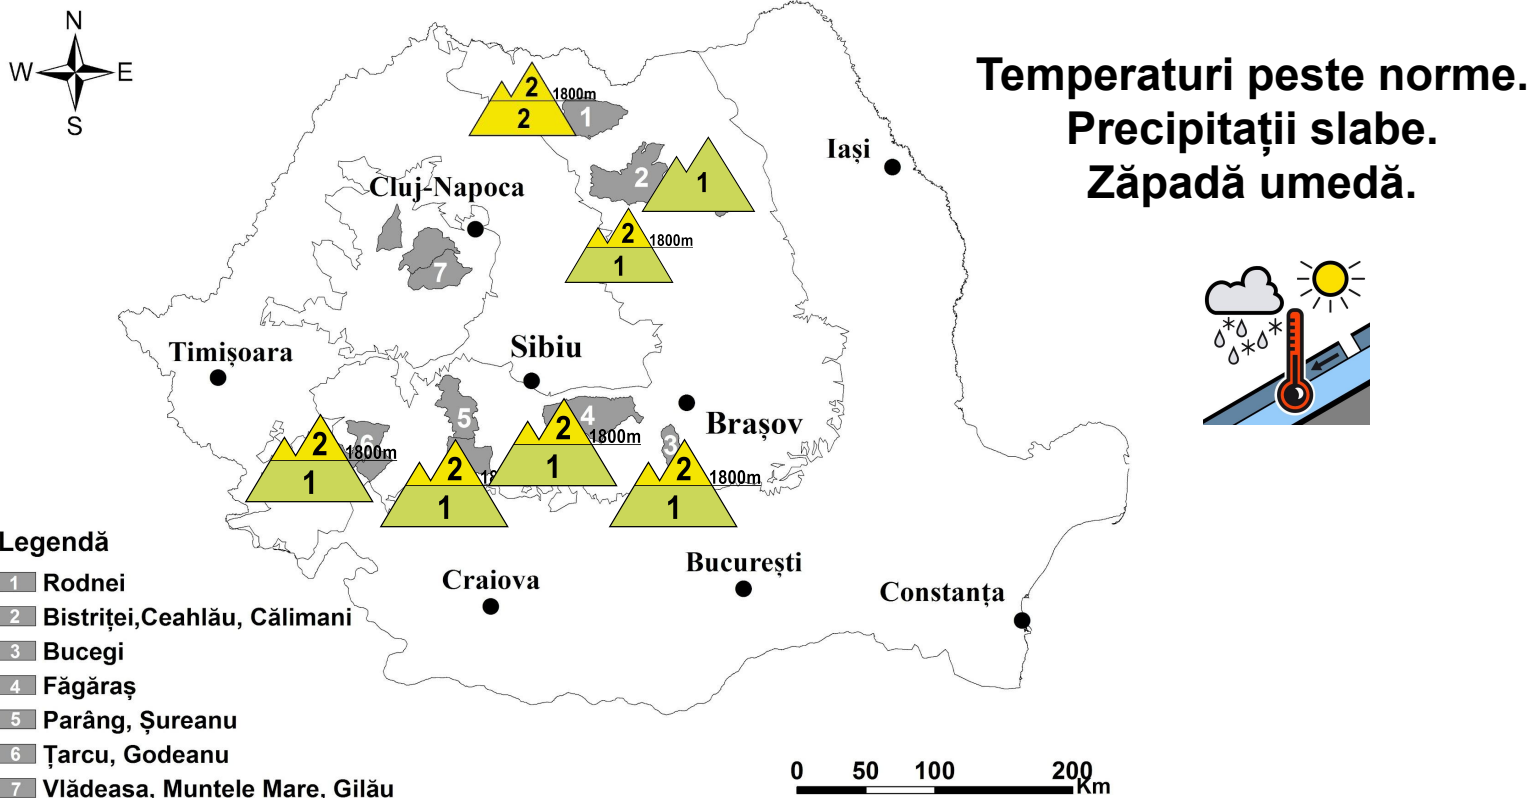 N
W E
S
Temperaturi peste norme.
Precipitații slabe.
Zăpadă umedă.
2
1800m
2
1
Iași
2
1
Cluj-Napoca
2
1800m
1
7
Timișoara
Sibiu
Brașov
5
4
2
1800m
1
3
2
1800m
1
6
2
1800m
1
2
18
1
Craiova
București
Constanța
Legendă
1 Rodnei
2 Bistriței,Ceahlău, Călimani
3 Bucegi
4 Făgăraș
5 Parâng, Șureanu
6 Țarcu, Godeanu
7 Vlădeasa, Muntele Mare, Gilău
0 50 100 200
Km